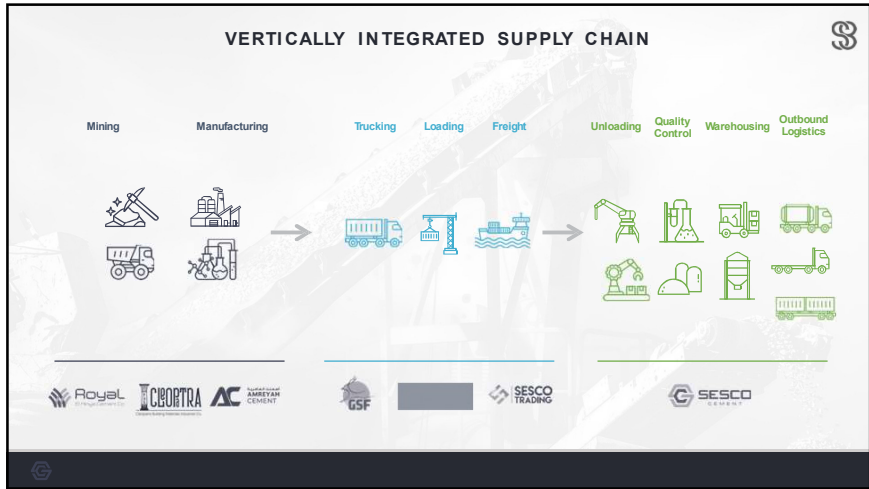 VERTICALLY INTEGRATED SUPPLY CHAIN
Mining
Manufacturing
Trucking
Loading
Freight
Unloading
Quality
Control
Warehousing
Outbound
Logistics
Royal
CLEOPTRA
AC
AMREYAH
CEMENT
GSF
SESCO
TRADING
SESCO
CEMENT